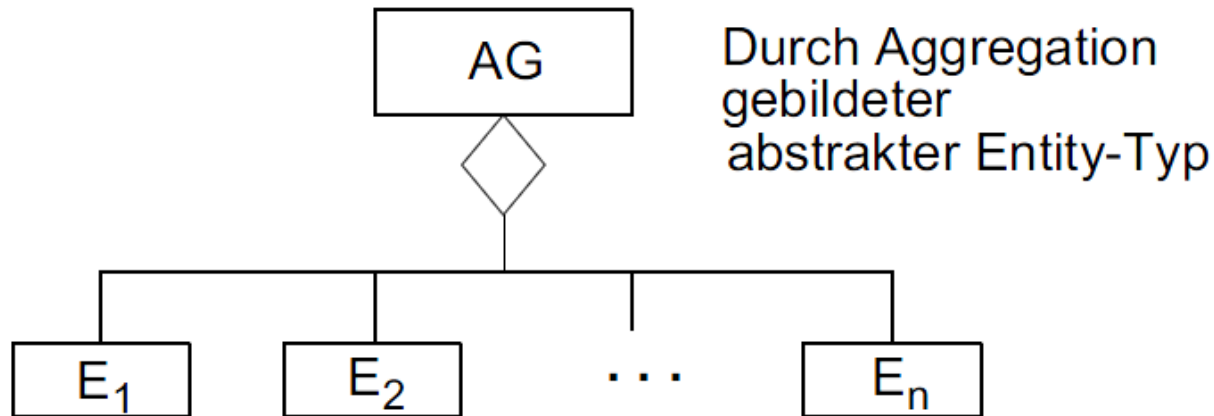 AG
Durch Aggregation
gebildeter
abstrakter Entity-Typ
E₁ E₂ . . . Eₙ